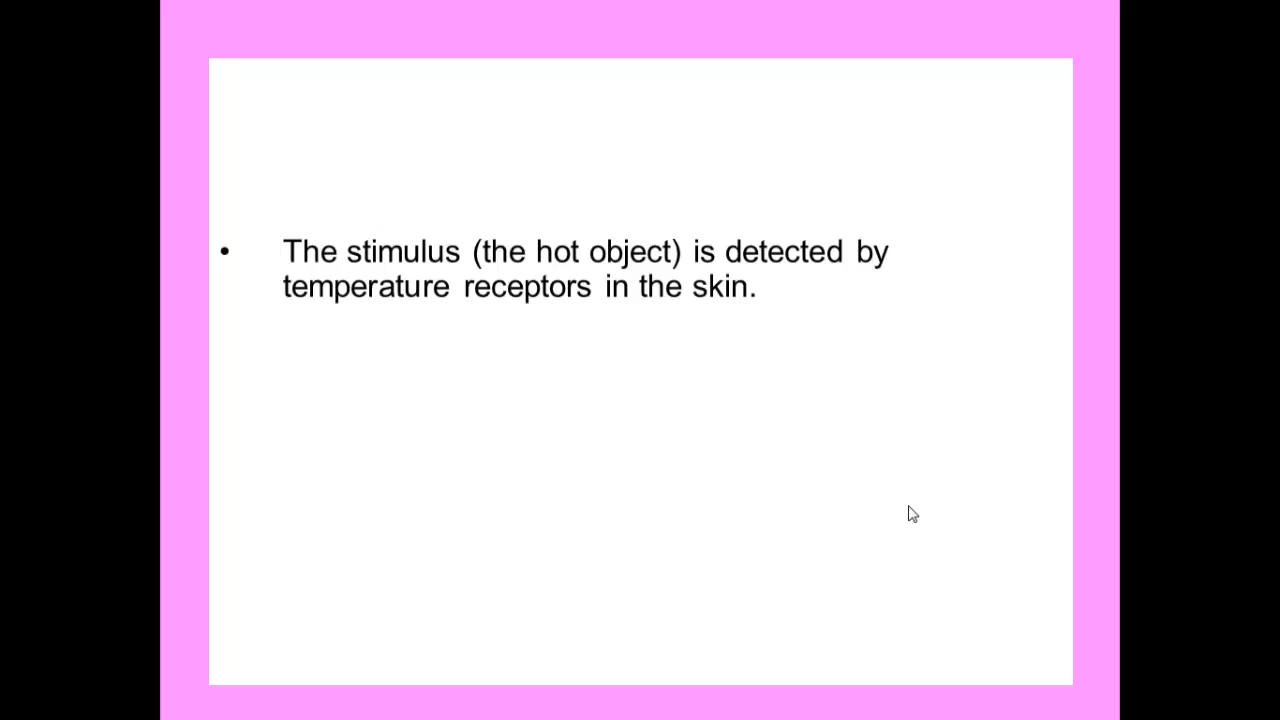 • The stimulus (the hot object) is detected by
temperature receptors in the skin.